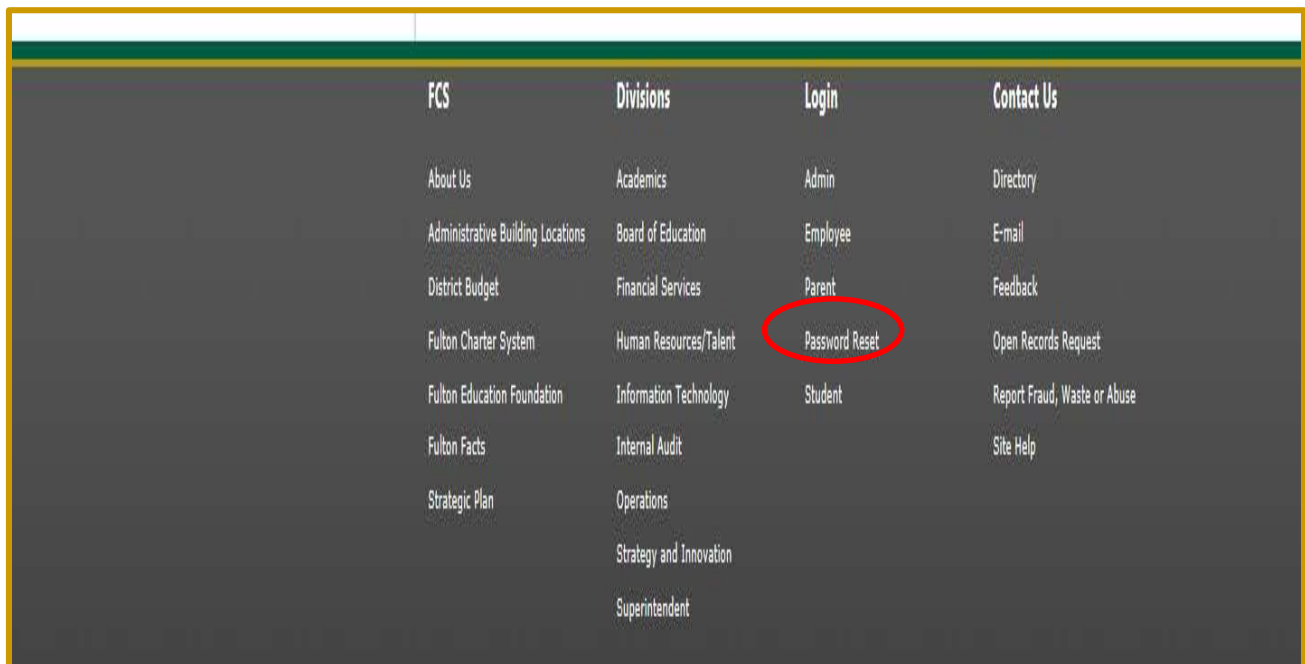 FCS
About Us
Administrative Building Locations
District Budget
Fulton Charter System
Fulton Education Foundation
Fulton Facts
Strategic Plan
Divisions
Academics
Board of Education
Financial Services
Human Resources/Talent
Information Technology
Internal Audit
Operations
Strategy and Innovation
Superintendent
Login
Admin
Employee
Parent
Password Reset
Student
Contact Us
Directory
E-mail
Feedback
Open Records Request
Report Fraud, Waste or Abuse
Site Help